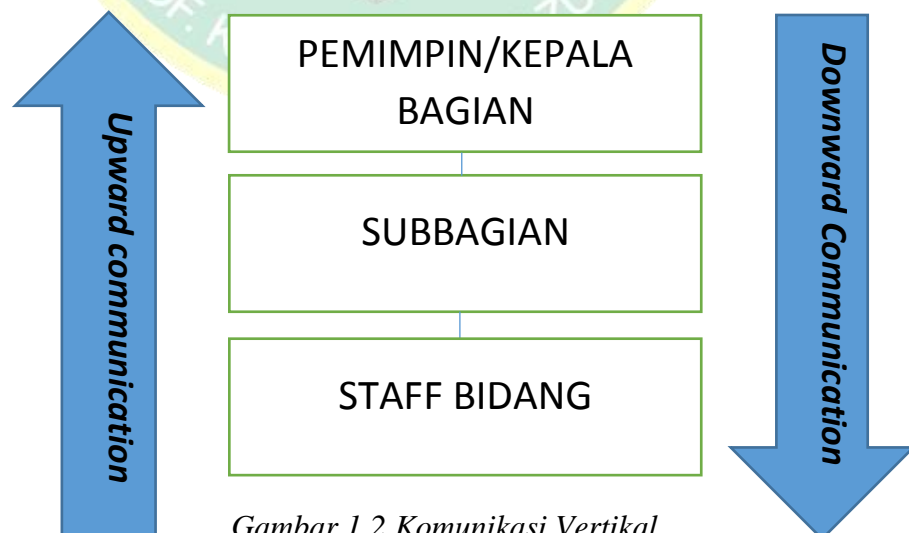 PEMIMPIN/KEPALA
BAGIAN
SUBBAGIAN
STAFF BIDANG
Upward communication
Downward Communication
Gambar 1.2 Komunikasi Vertikal